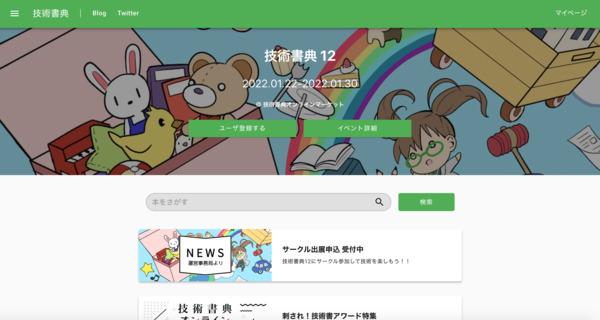 技術書典 | Blog Twitter マイページ
技術書典 12
2022.01.22-2022.01.30
@ 技術書典オンラインマーケット
ユーザ登録する イベント詳細
本をさがす 検索
NEWS
運営事務局より
サークル出展申込 受付中
技術書典12にサークル参加して技術を楽しもう！！
技術書典
オンライン
刺され！技術書アワード特集